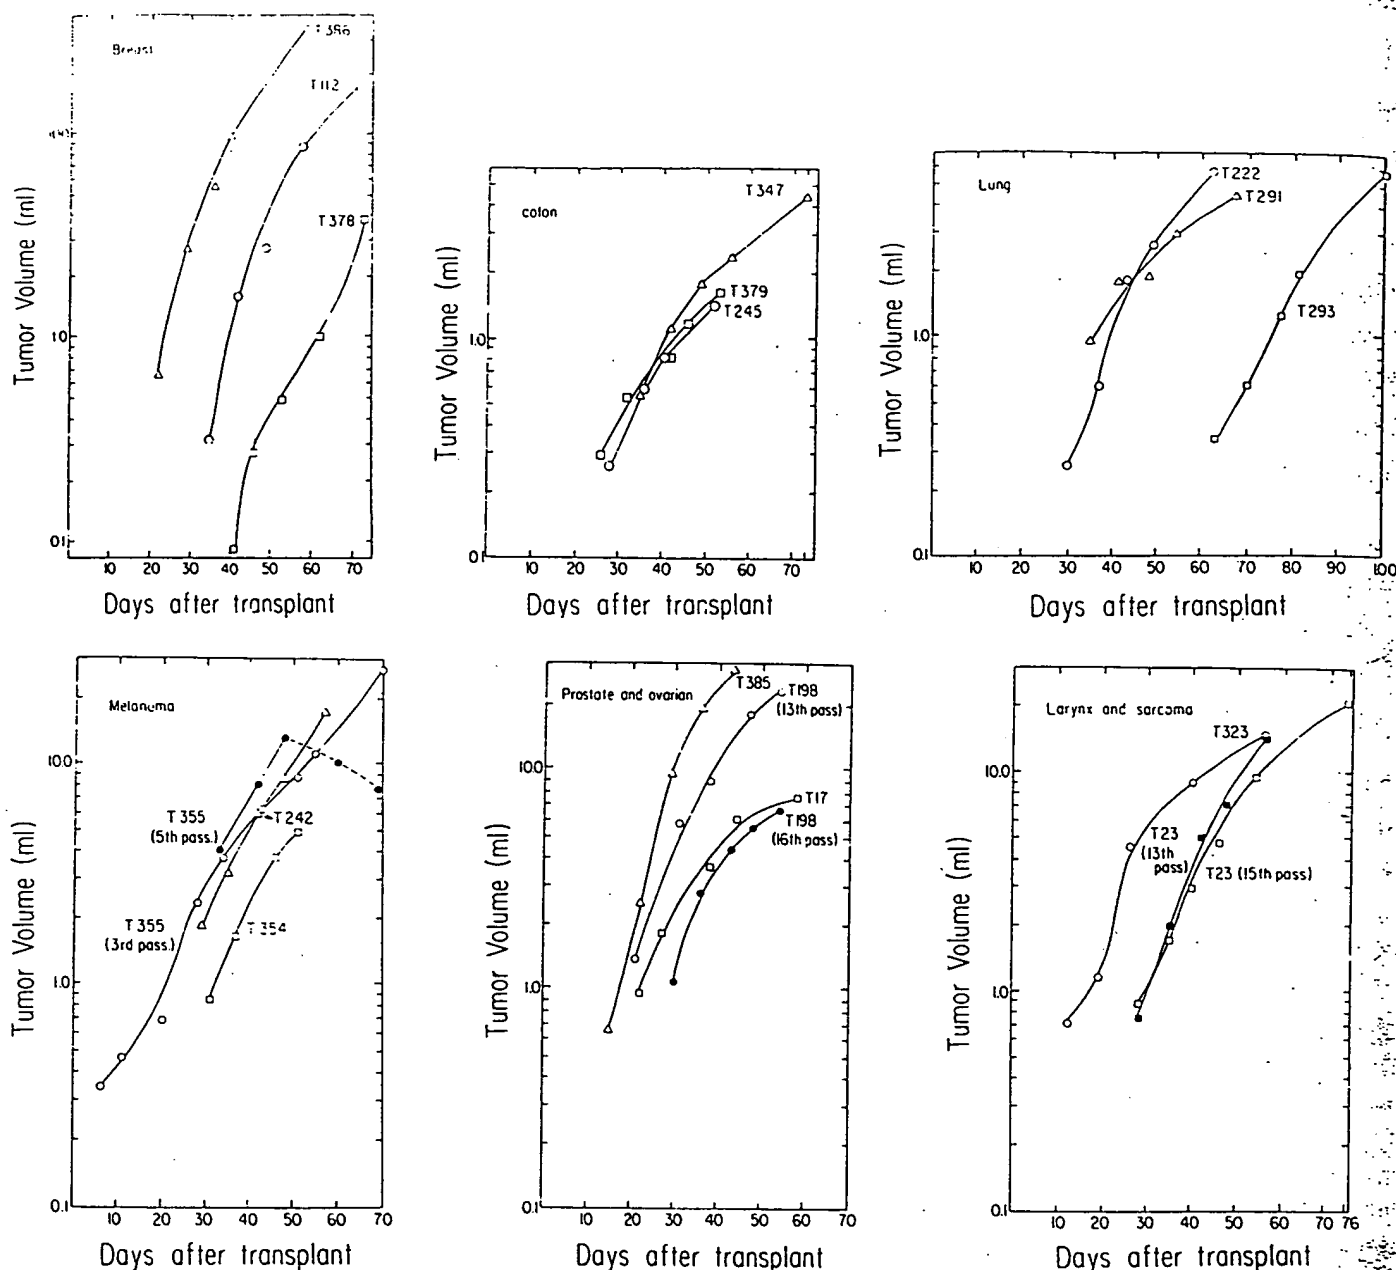 Breast
T386
T112
T378
10
0.1
10 20 30 40 50 60 70
Tumor Volume (ml)
Days after transplant
colon
T347
T379
T245
1.0
0.1
10 20 30 40 50 60 70
Tumor Volume (ml)
Days after transplant
Lung
T222
T291
T293
1.0
0.1
10 20 30 40 50 60 70 80 90 100
Tumor Volume (ml)
Days after transplant
Melanoma
10.0
T355
(5th pass.)
T242
T355
(3rd pass.)
T354
1.0
0.1
10 20 30 40 50 60 70
Tumor Volume (ml)
Days after transplant
Prostate and ovarian
T385
T198
(13th pass)
10.0
T17
T198
(16th pass)
1.0
0.1
10 20 30 40 50 60 70
Tumor Volume (ml)
Days after transplant
Larynx and sarcoma
T323
10.0
T23
(13th
pass)
T23 (15th pass)
1.0
0.1
10 20 30 40 50 60 70 76
Tumor Volume (ml)
Days after transplant